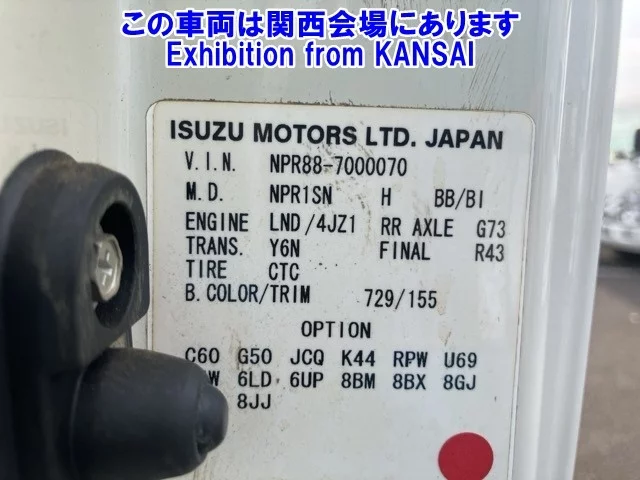 この車両は関西会場にあります
Exhibition from KANSAI
ISUZU MOTORS LTD. JAPAN
V.I.N. NPR88-7000070
M.D. NPR1SN H BB/BI
ENGINE LND/4JZ1 RR AXLE G73
TRANS. Y6N FINAL R43
TIRE CTC
B.COLOR/TRIM 729/155
OPTION
C60 G50 JCQ K44 RPW U69
6LD 6UP 8BM 8BX 8GJ
8JJ